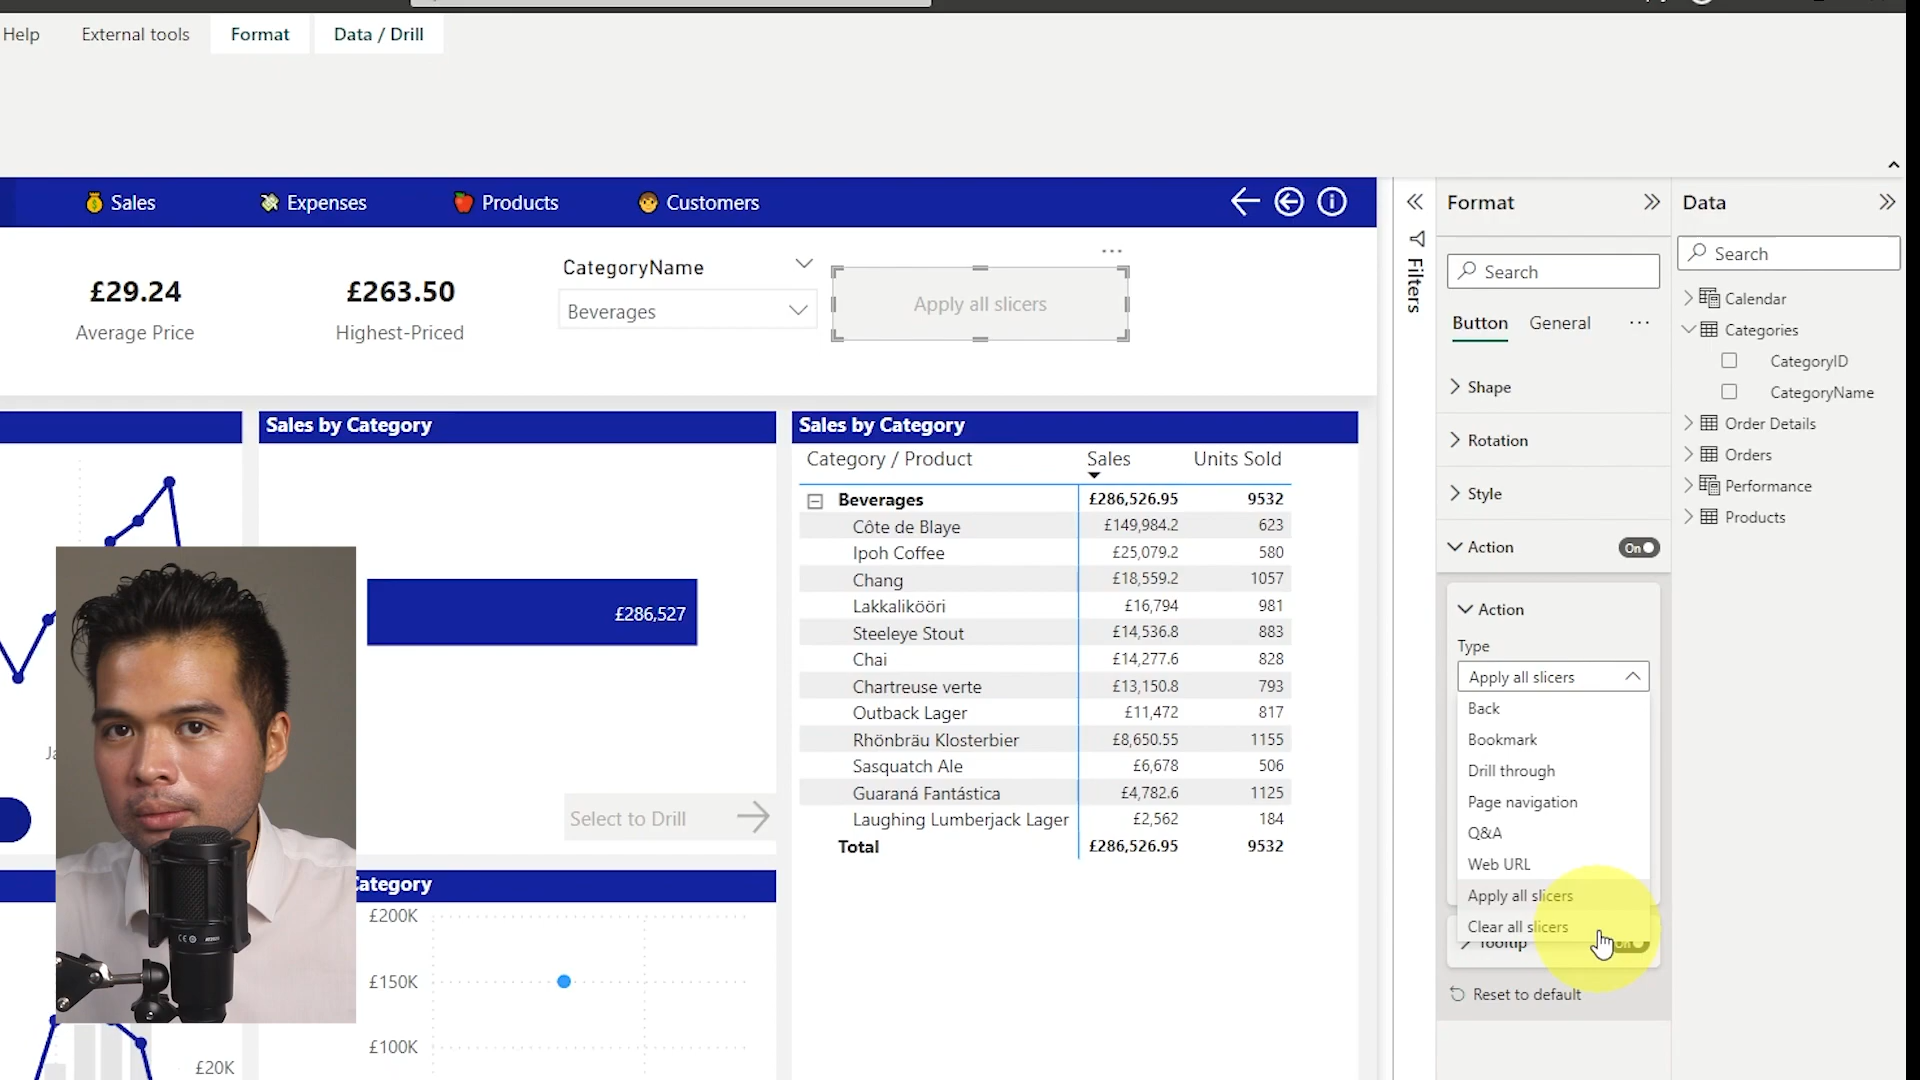 Help External tools Format Data / Drill
💰 Sales 💸 Expenses 🍎 Products 🧑 Customers
£29.24
Average Price
£263.50
Highest-Priced
CategoryName
Beverages
Apply all slicers
Sales by Category
£286,527
Select to Drill
Sales by Category
Category / Product Sales Units Sold
Beverages £286,526.95 9532
Côte de Blaye £149,984.2 623
Ipoh Coffee £25,079.2 580
Chang £18,559.2 1057
Lakkalikööri £16,794 981
Steeleye Stout £14,536.8 883
Chai £14,277.6 828
Chartreuse verte £13,150.8 793
Outback Lager £11,472 817
Rhönbräu Klosterbier £8,650.55 1155
Sasquatch Ale £6,678 506
Guaraná Fantástica £4,782.6 1125
Laughing Lumberjack Lager £2,562 184
Total £286,526.95 9532
Category
£200K
£150K
£100K
£20K
Filters
Format
Search
Button General
Shape
Rotation
Style
Action On
Action
Type
Apply all slicers
Back
Bookmark
Drill through
Page navigation
Q&A
Web URL
Apply all slicers
Clear all slicers
Tooltip On
Reset to default
Data
Search
Calendar
Categories
CategoryID
CategoryName
Order Details
Orders
Performance
Products